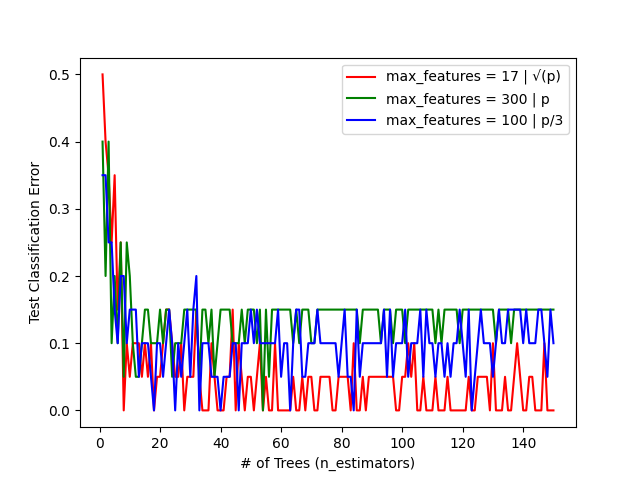 max_features = 17 | √(p)
max_features = 300 | p
max_features = 100 | p/3
Test Classification Error
0.5
0.4
0.3
0.2
0.1
0.0
0 20 40 60 80 100 120 140
# of Trees (n_estimators)